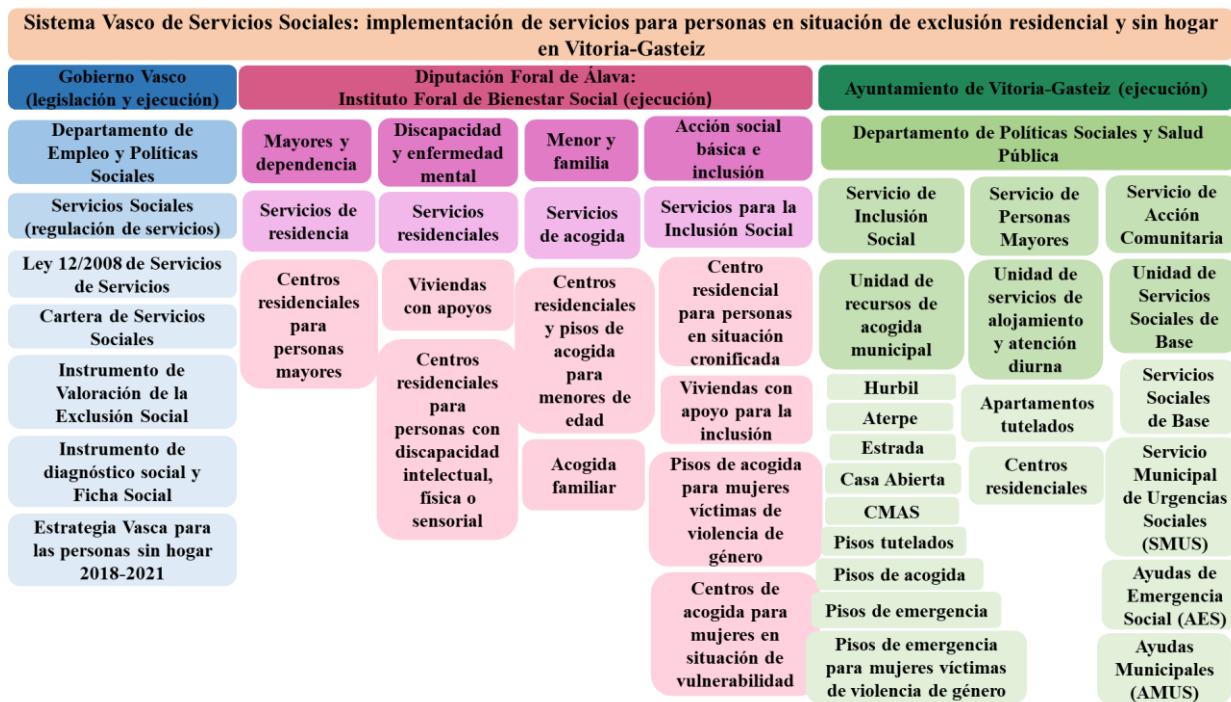 Sistema Vasco de Servicios Sociales: implementación de servicios para personas en situación de exclusión residencial y sin hogar
en Vitoria-Gasteiz
Gobierno Vasco
(legislación y ejecución)
Departamento de
Empleo y Políticas
Sociales
Servicios Sociales
(regulación de servicios)
Ley 12/2008 de Servicios
de Servicios
Cartera de Servicios
Sociales
Instrumento de
Valoración de la
Exclusión Social
Instrumento de
diagnóstico social y
Ficha Social
Estrategia Vasca para
las personas sin hogar
2018-2021
Diputación Foral de Álava:
Instituto Foral de Bienestar Social (ejecución)
Mayores y
dependencia
Servicios de
residencia
Centros
residenciales
para
personas
mayores
Discapacidad
y enfermedad
mental
Servicios
residenciales
Viviendas
con apoyos
Centros
residenciales
para
personas con
discapacidad
intelectual,
física o
sensorial
Menor y
familia
Servicios
de acogida
Centros
residenciales
y pisos de
acogida
para
menores de
edad
Acogida
familiar
Acción social
básica e
inclusión
Servicios para la
Inclusión Social
Centro
residencial
para personas
en situación
cronificada
Viviendas con
apoyo para la
inclusión
Pisos de acogida
para mujeres
víctimas de
violencia de
género
Centros de
acogida para
mujeres en
situación de
vulnerabilidad
Ayuntamiento de Vitoria-Gasteiz (ejecución)
Departamento de Políticas Sociales y Salud
Pública
Servicio de
Inclusión
Social
Unidad de
recursos de
acogida
municipal
Hurbil
Aterpe
Estrada
Casa Abierta
CMAS
Pisos tutelados
Pisos de acogida
Pisos de emergencia
Pisos de emergencia
para mujeres víctimas
de violencia de género
Servicio de
Personas
Mayores
Unidad de
servicios de
alojamiento
y atención
diurna
Apartamentos
tutelados
Centros
residenciales
Servicio de
Acción
Comunitaria
Unidad de
Servicios
Sociales de
Base
Servicios
Sociales
de Base
Servicio
Municipal
de Urgencias
Sociales
(SMUS)
Ayudas de
Emergencia
Social (AES)
Ayudas
Municipales
(AMUS)